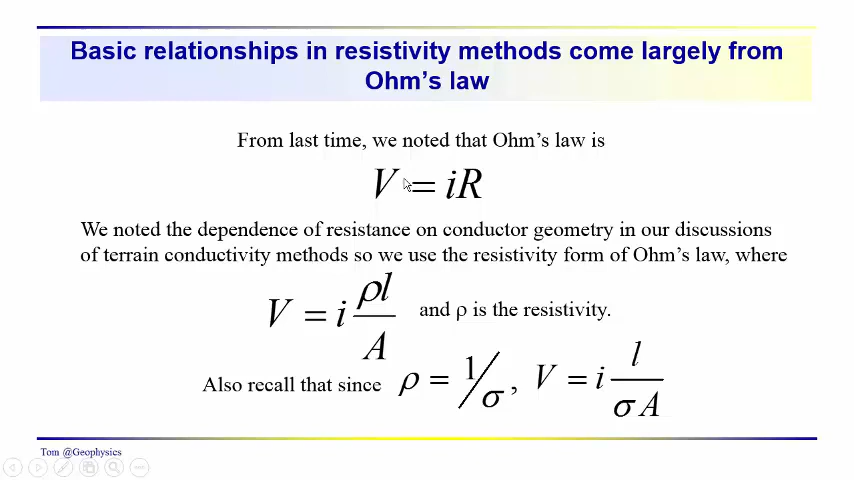 Basic relationships in resistivity methods come largely from
Ohm's law
From last time, we noted that Ohm's law is
V = iR
We noted the dependence of resistance on conductor geometry in our discussions
of terrain conductivity methods so we use the resistivity form of Ohm's law, where
V = i ρl/A and ρ is the resistivity.
Also recall that since ρ = 1/σ, V = i l/σA
Tom @Geophysics